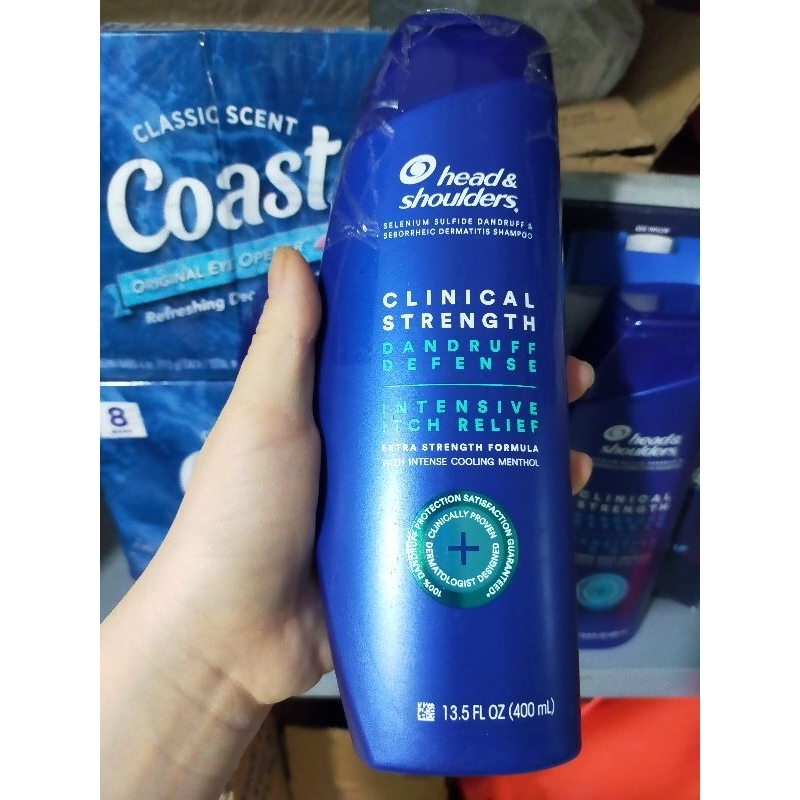 CLASSIC SCENT
Coast
ORIGINAL EYE OPENER
Refreshing
8
head &
shoulders
SELENIUM SULFIDE DANDRUFF &
SEBORRHEIC DERMATITIS SHAMPOO
CLINICAL
STRENGTH
DANDRUFF
DEFENSE
INTENSIVE
ITCH RELIEF
EXTRA STRENGTH FORMULA
WITH INTENSE COOLING MENTHOL
100% DANDRUFF PROTECTION SATISFACTION GUARANTEED*
CLINICALLY PROVEN
DERMATOLOGIST DESIGNED
13.5 FL OZ (400 mL)
head &
shoulders
CLINICAL
STRENGTH